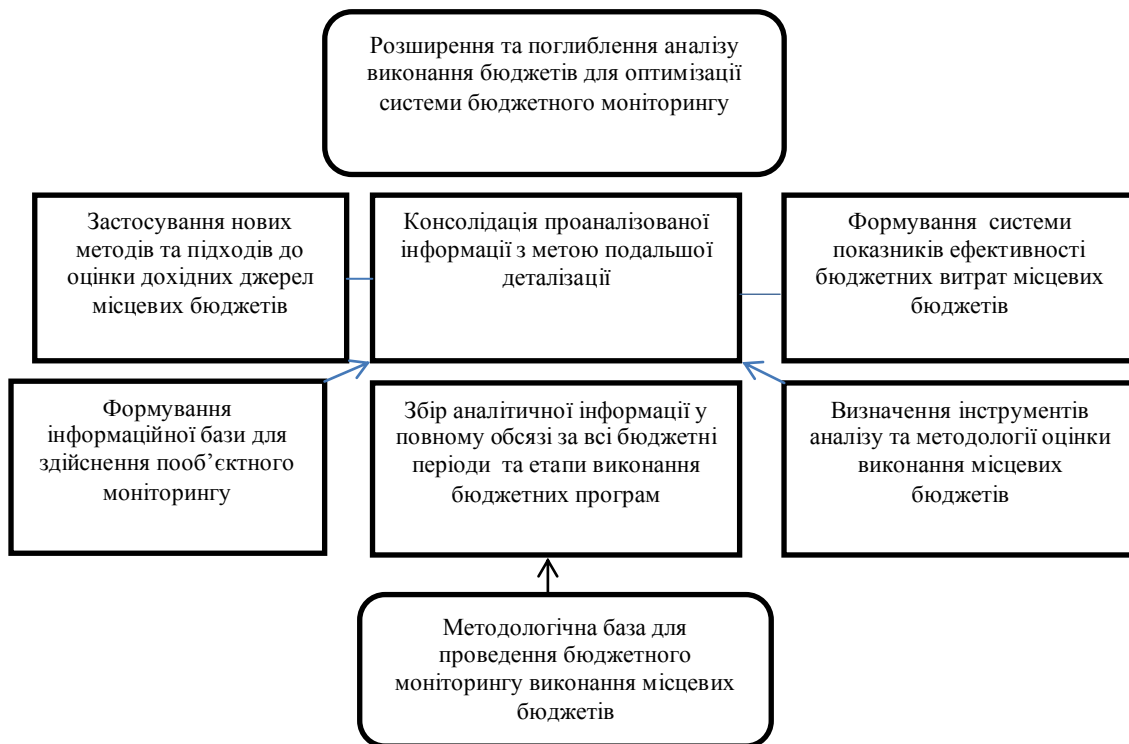 Розширення та поглиблення аналізу
виконання бюджетів для оптимізації
системи бюджетного моніторингу
Застосування нових
методів та підходів до
оцінки дохідних джерел
місцевих бюджетів
Консолідація проаналізованої
інформації з метою подальшої
деталізації
Формування системи
показників ефективності
бюджетних витрат місцевих
бюджетів
Формування
інформаційної бази для
здійснення пооб’єктного
моніторингу
Збір аналітичної інформації у
повному обсязі за всі бюджетні
періоди та етапи виконання
бюджетних програм
Визначення інструментів
аналізу та методології оцінки
виконання місцевих
бюджетів
Методологічна база для
проведення бюджетного
моніторингу виконання місцевих
бюджетів